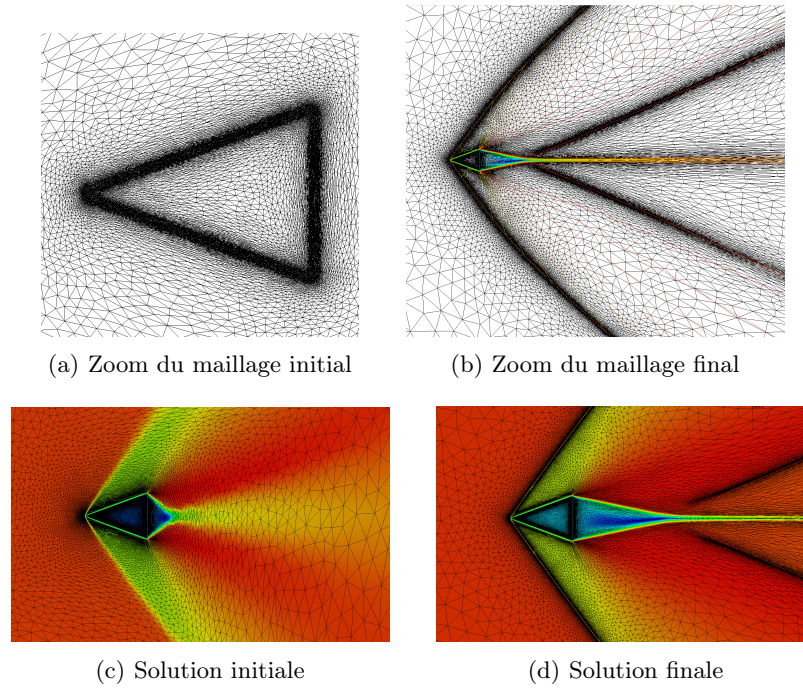 (a) Zoom du maillage initial
(b) Zoom du maillage final
(c) Solution initiale
(d) Solution finale